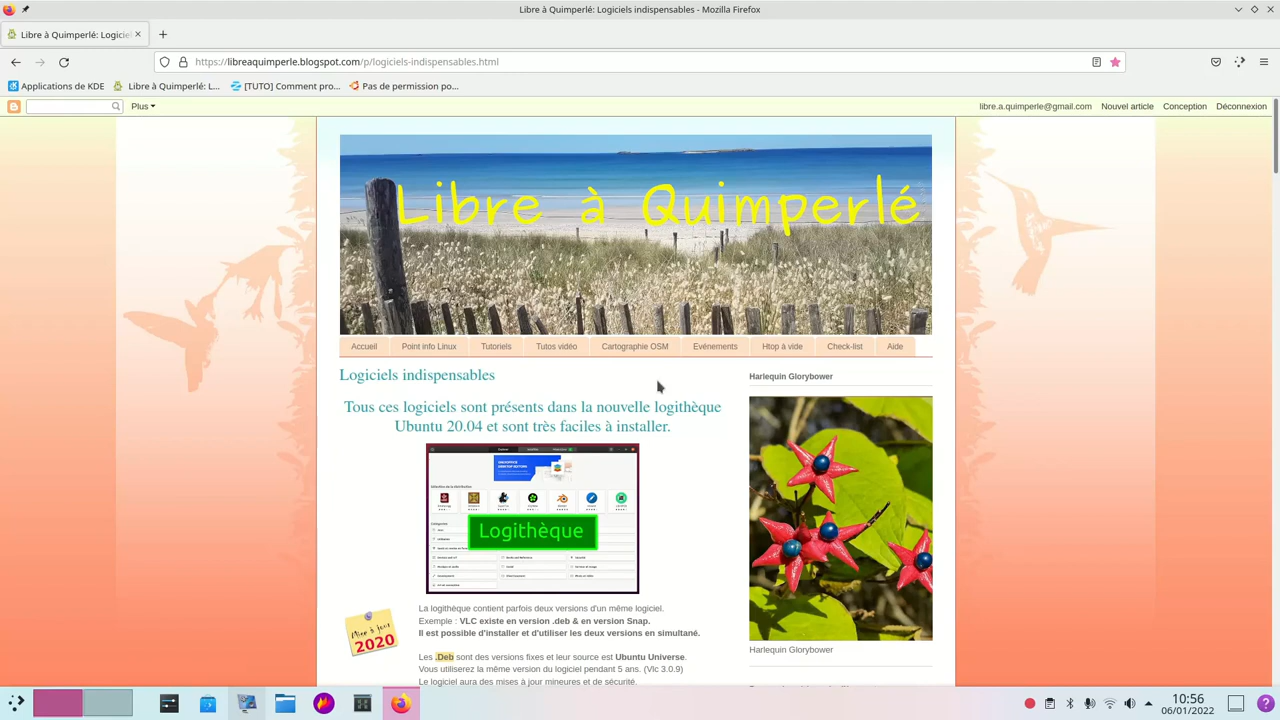 Libre à Quimperlé: Logiciels indispensables - Mozilla Firefox
Libre à Quimperlé: Logiciel
https://libreaquimperle.blogspot.com/p/logiciels-indispensables.html
Applications de KDE
Libre à Quimperlé: L...
[TUTO] Comment pro...
Pas de permission po...
Plus
libre.a.quimperle@gmail.com
Nouvel article
Conception
Déconnexion
Libre à Quimperlé
Accueil
Point info Linux
Tutoriels
Tutos vidéo
Cartographie OSM
Evénements
Htop à vide
Check-list
Aide
Logiciels indispensables
Tous ces logiciels sont présents dans la nouvelle logithèque
Ubuntu 20.04 et sont très faciles à installer.
Logithèque
Mise à jour
2020
La logithèque contient parfois deux versions d'un même logiciel.
Exemple : VLC existe en version .deb & en version Snap.
Il est possible d'installer et d'utiliser les deux versions en simultané.
Les .Deb sont des versions fixes et leur source est Ubuntu Universe.
Vous utiliserez la même version du logiciel pendant 5 ans. (Vlc 3.0.9)
Le logiciel aura des mises à jour mineures et de sécurité.
Harlequin Glorybower
Harlequin Glorybower
10:56
06/01/2022